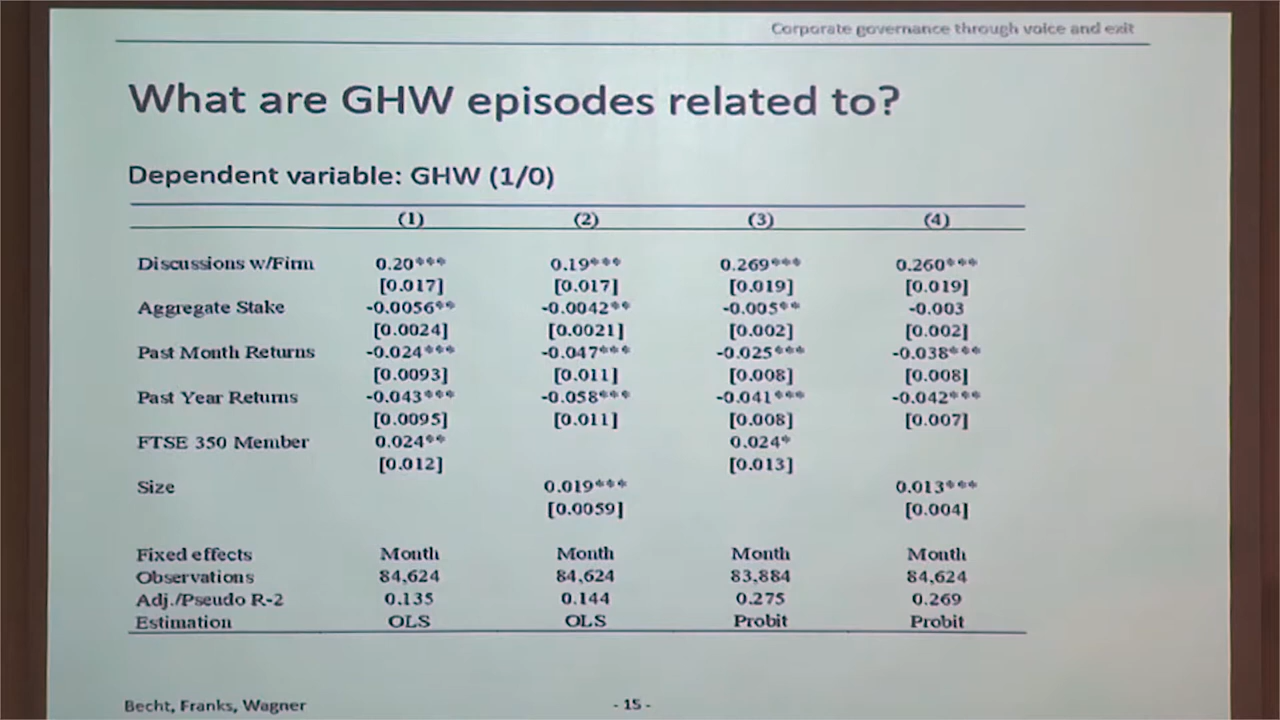 Corporate governance through voice and exit
What are GHW episodes related to?
Dependent variable: GHW (1/0)
(1) (2) (3) (4)
Discussions w/Firm 0.20*** 0.19*** 0.269*** 0.260***
[0.017] [0.017] [0.019] [0.019]
Aggregate Stake -0.0056** -0.0042** -0.005** -0.003
[0.0024] [0.0021] [0.002] [0.002]
Past Month Returns -0.024*** -0.047*** -0.025*** -0.038***
[0.0093] [0.011] [0.008] [0.008]
Past Year Returns -0.043*** -0.058*** -0.041*** -0.042***
[0.0095] [0.011] [0.008] [0.007]
FTSE 350 Member 0.024** 0.024*
[0.012] [0.013]
Size 0.019*** 0.013***
[0.0059] [0.004]
Fixed effects Month Month Month Month
Observations 84,624 84,624 83,884 84,624
Adj./Pseudo R-2 0.135 0.144 0.275 0.269
Estimation OLS OLS Probit Probit
Becht, Franks, Wagner - 15 -